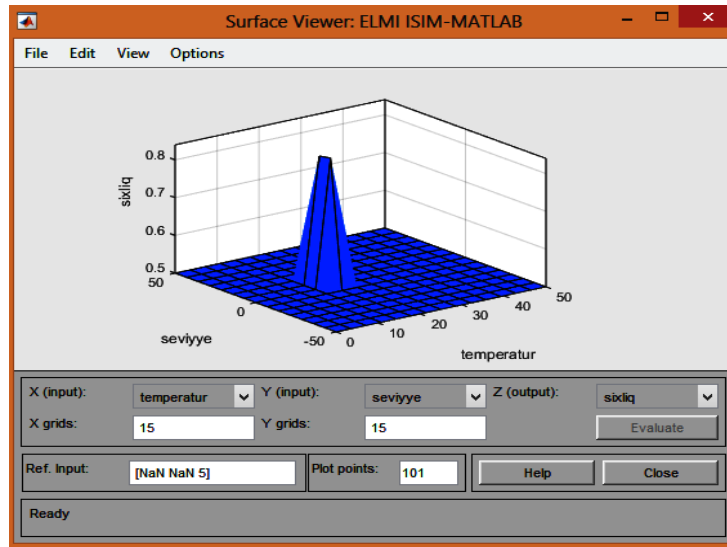 Surface Viewer: ELMI ISIM-MATLAB
File Edit View Options
0.8
0.7
0.6
0.5
sixliq
50
0
-50
seviyye
0
10
20
30
40
50
temperatur
X (input): temperatur Y (input): seviyye Z (output): sixliq
X grids: 15 Y grids: 15 Evaluate
Ref. Input: [NaN NaN 5] Plot points: 101 Help Close
Ready